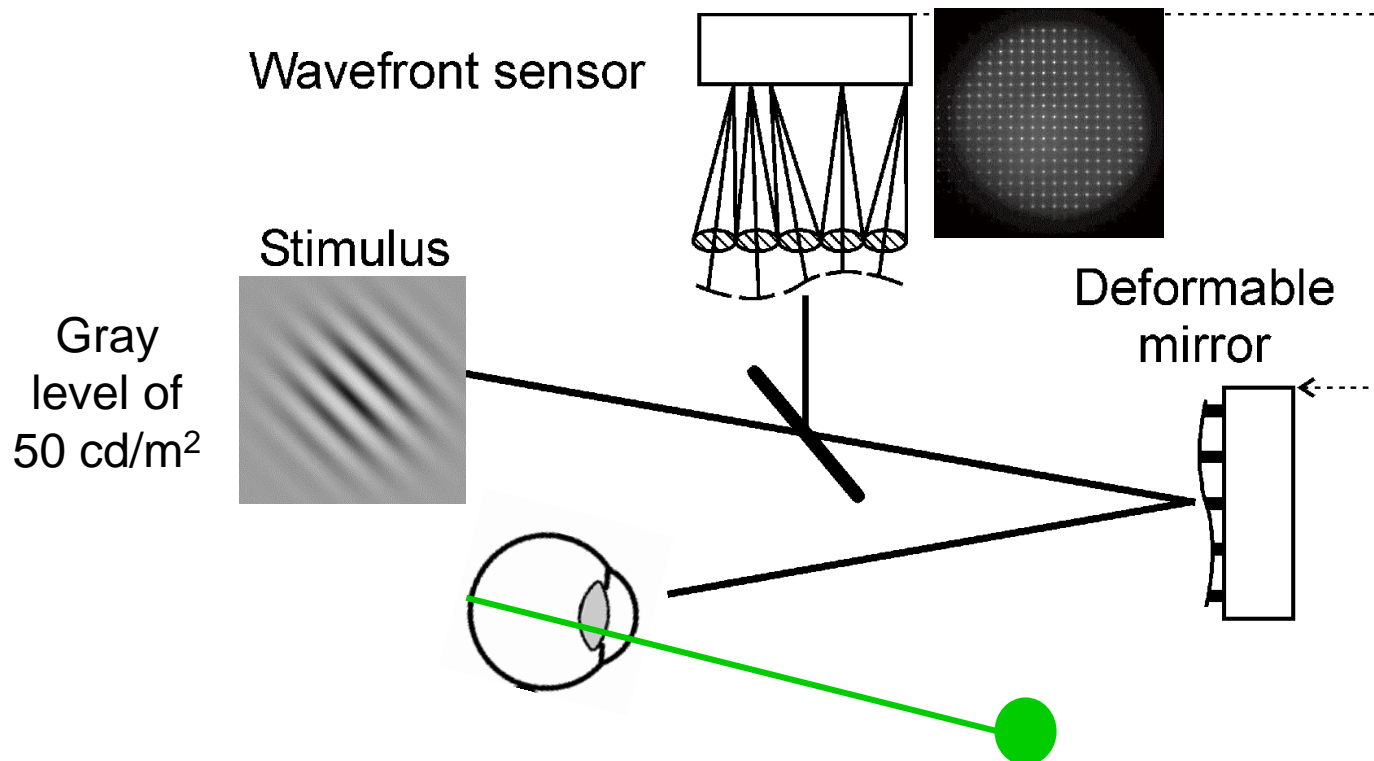 Wavefront sensor
Stimulus
Gray
level of
50 cd/m²
Deformable
mirror